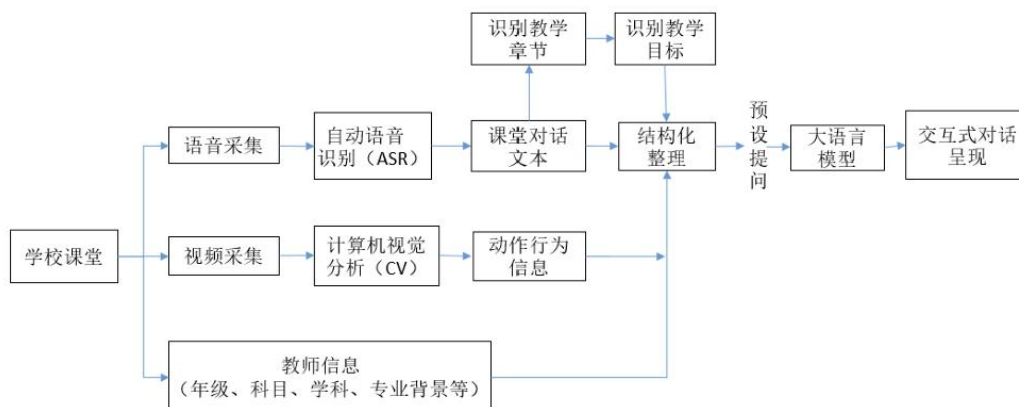 识别教学
章节
识别教学
目标
语音采集
自动语音
识别（ASR）
课堂对话
文本
结构化
整理
预
设
提
问
大语言
模型
交互式对话
呈现
学校课堂
视频采集
计算机视觉
分析（CV）
动作行为
信息
教师信息
（年级、科目、学科、专业背景等）